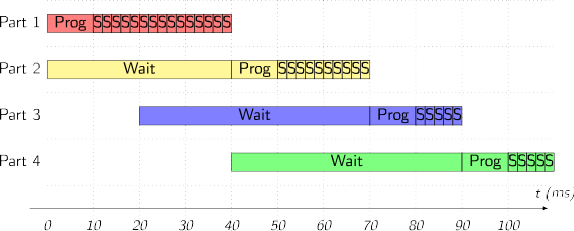 Part 1 Prog SSSSSSSSSSSSSSS
Part 2 Wait Prog SSSSSSSSSS
Part 3 Wait Prog SSSSS
Part 4 Wait Prog SSSSS
t (ms)
0 10 20 30 40 50 60 70 80 90 100